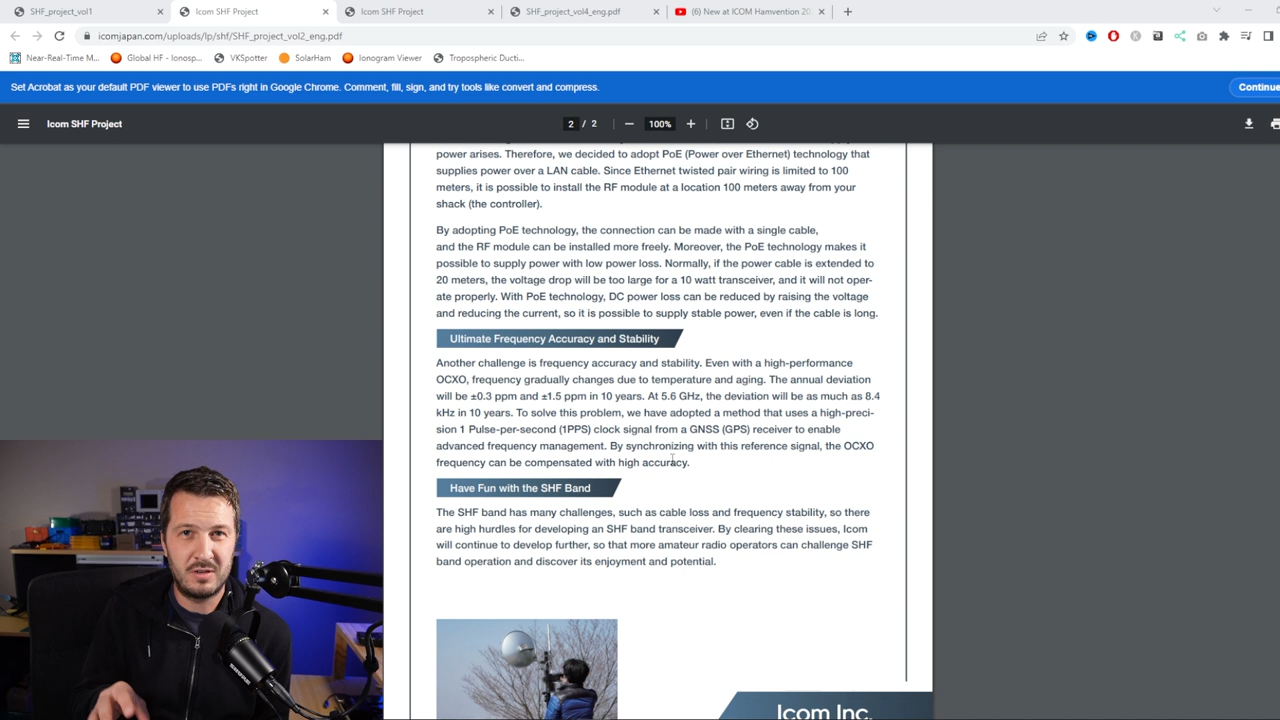 SHF_project_vol1
Icom SHF Project
Icom SHF Project
SHF_project_vol4_eng.pdf
(6) New at ICOM Hamvention 20
icomjapan.com/uploads/lp/shf/SHF_project_vol2_eng.pdf
Near-Real-Time M...
Global HF - Ionosp...
VKSpotter
SolarHam
Ionogram Viewer
Tropospheric Ducti...
Set Acrobat as your default PDF viewer to use PDFs right in Google Chrome. Comment, fill, sign, and try tools like convert and compress.
Continue
Icom SHF Project
2 / 2
100%
power arises. Therefore, we decided to adopt PoE (Power over Ethernet) technology that
supplies power over a LAN cable. Since Ethernet twisted pair wiring is limited to 100
meters, it is possible to install the RF module at a location 100 meters away from your
shack (the controller).
By adopting PoE technology, the connection can be made with a single cable,
and the RF module can be installed more freely. Moreover, the PoE technology makes it
possible to supply power with low power loss. Normally, if the power cable is extended to
20 meters, the voltage drop will be too large for a 10 watt transceiver, and it will not oper-
ate properly. With PoE technology, DC power loss can be reduced by raising the voltage
and reducing the current, so it is possible to supply stable power, even if the cable is long.
Ultimate Frequency Accuracy and Stability
Another challenge is frequency accuracy and stability. Even with a high-performance
OCXO, frequency gradually changes due to temperature and aging. The annual deviation
will be ±0.3 ppm and ±1.5 ppm in 10 years. At 5.6 GHz, the deviation will be as much as 8.4
kHz in 10 years. To solve this problem, we have adopted a method that uses a high-preci-
sion 1 Pulse-per-second (1PPS) clock signal from a GNSS (GPS) receiver to enable
advanced frequency management. By synchronizing with this reference signal, the OCXO
frequency can be compensated with high accuracy.
Have Fun with the SHF Band
The SHF band has many challenges, such as cable loss and frequency stability, so there
are high hurdles for developing an SHF band transceiver. By clearing these issues, Icom
will continue to develop further, so that more amateur radio operators can challenge SHF
band operation and discover its enjoyment and potential.
Icom Inc.